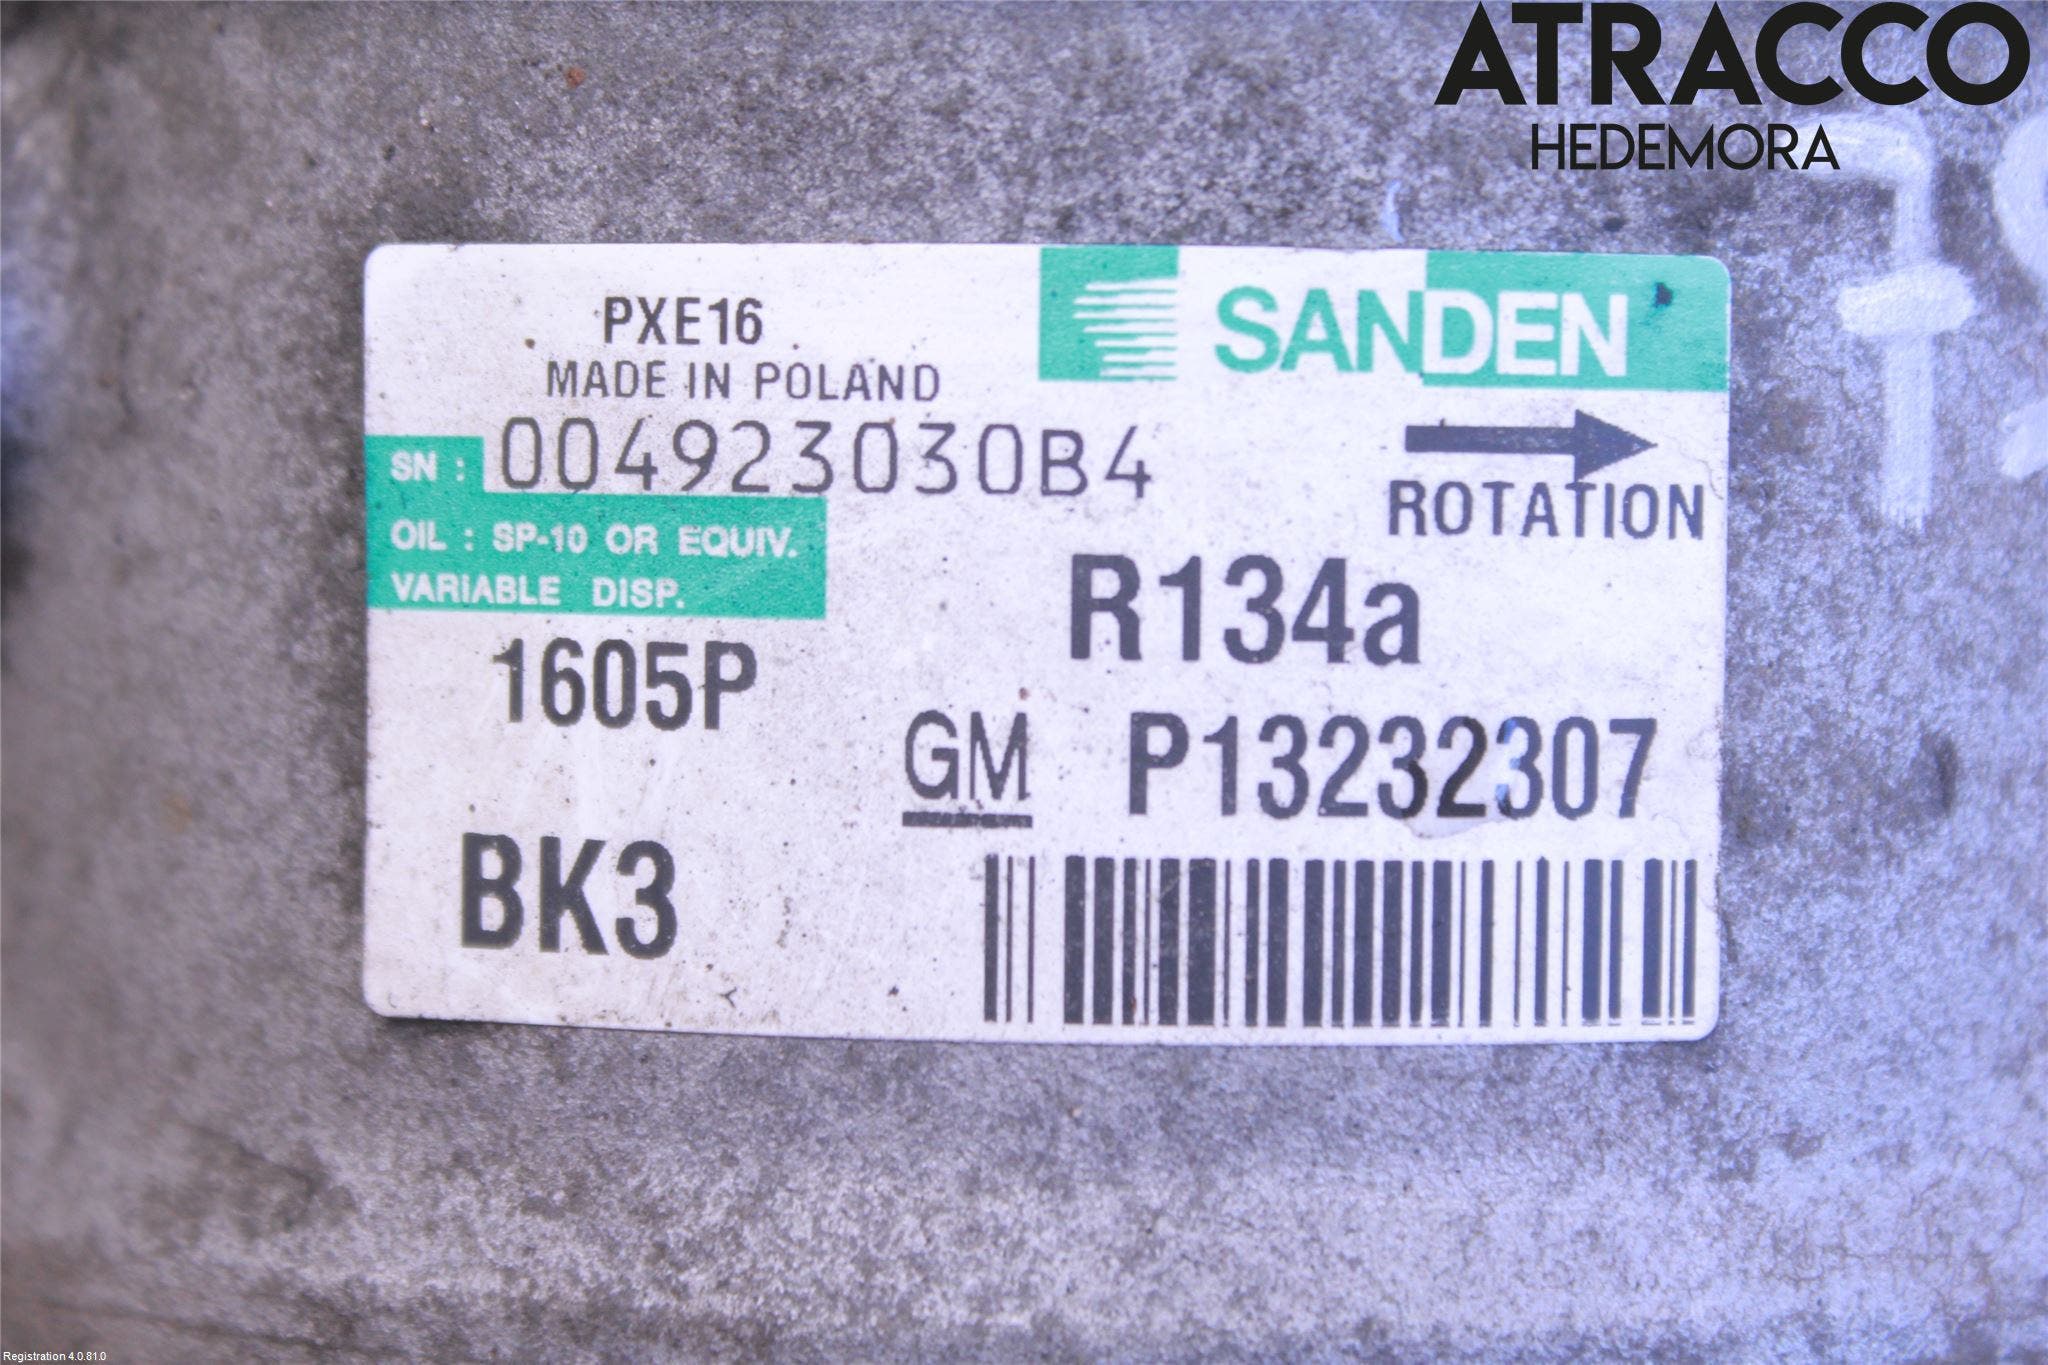 ATRACCO
HEDEMORA
PXE16
SANDEN
MADE IN POLAND
SN : 004923030B4
ROTATION
OIL : SP-10 OR EQUIV.
VARIABLE DISP.
R134a
1605P
GM P13232307
BK3
Registration 4.0.81.0